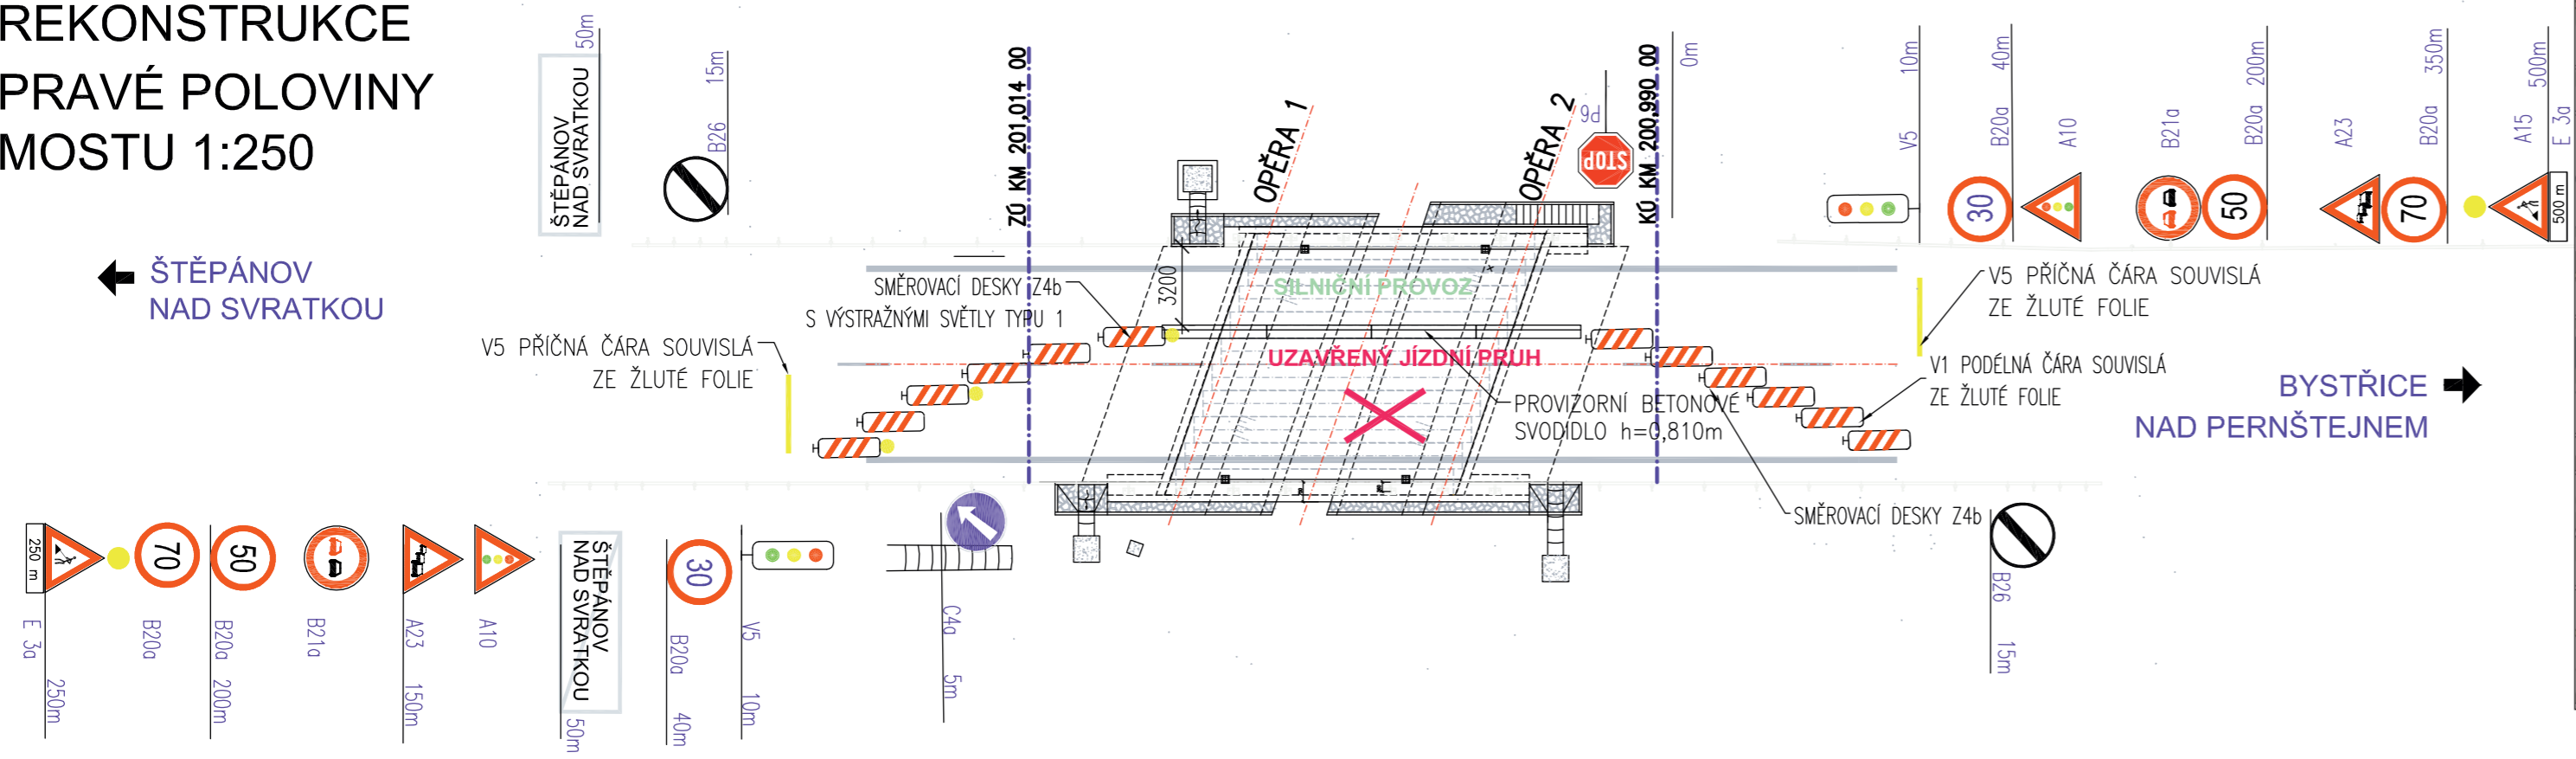 REKONSTRUKCE
PRAVÉ POLOVINY
MOSTU 1:250
ŠTĚPÁNOV
NAD SVRATKOU
50m
B26 15m
ZÚ KM 201,014 00
OPĚRA 1
OPĚRA 2
P6
STOP
KÚ KM 200,990 00
0m
V5 10m
30
B20a 40m
A10
B21a
50
B20a 200m
A23
70
B20a 350m
A15 500m
500 m
E 3a
ŠTĚPÁNOV
NAD SVRATKOU
SMĚROVACÍ DESKY Z4b
S VÝSTRAŽNÝMI SVĚTLY TYPU 1
3200
SILNIČNÍ PROVOZ
UZAVŘENÝ JÍZDNÍ PRUH
V5 PŘÍČNÁ ČÁRA SOUVISLÁ
ZE ŽLUTÉ FOLIE
PROVIZORNÍ BETONOVÉ
SVODIDLO h=0,810m
V5 PŘÍČNÁ ČÁRA SOUVISLÁ
ZE ŽLUTÉ FOLIE
V1 PODÉLNÁ ČÁRA SOUVISLÁ
ZE ŽLUTÉ FOLIE
BYSTŘICE
NAD PERNŠTEJNEM
SMĚROVACÍ DESKY Z4b
B26 15m
250 m
E 3a
250m
70
B20a
50
B20a 200m
B21a
A23 150m
A10
ŠTĚPÁNOV
NAD SVRATKOU
50m
30
B20a 40m
V5 10m
C4a 5m